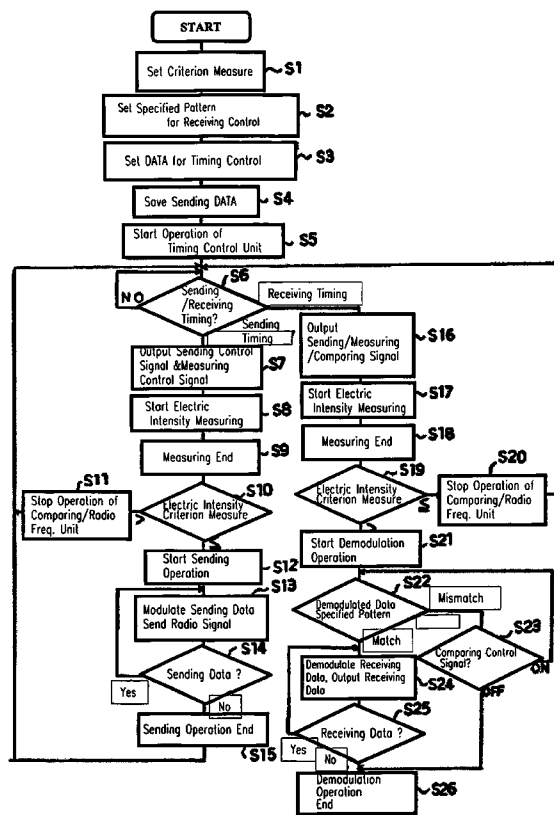 START
Set Criterion Measure
S1
Set Specified Pattern
for Receiving Control
S2
Set DATA for Timing Control
S3
Save Sending DATA
S4
Start Operation of
Timing Control Unit
S5
S6
Sending
/Receiving
Timing?
NO
Receiving Timing
Sending
Timing
Output Sending Control
Signal &Measuring
Control Signal
S7
Start Electric
Intensity Measuring
S8
Measuring End
S9
S10
Electric Intensity
Criterion Measure
S11
Stop Operation of
Comparing/Radio
Freq. Unit
Start Sending
Operation
S12
S13
Modulate Sending Data
Send Radio Signal
S14
Sending Data ?
Yes
No
Sending Operation End
S15
Output
Sending/Measuring
/Comparing Signal
S16
Start Electric
Intensity Measuring
S17
Measuring End
S18
S19
Electric Intensity
Criterion Measure
S20
Stop Operation of
Comparing/Radio
Freq. Unit
Start Demodulation
Operation
S21
S22
Demodulated Data
Specified Pattern
Mismatch
Match
S23
Comparing Control
Signal?
ON
OFF
Demodulate Receiving
Data, Output Receiving
Data
S24
S25
Receiving Data ?
Yes
No
Demodulation
Operation
End
S26